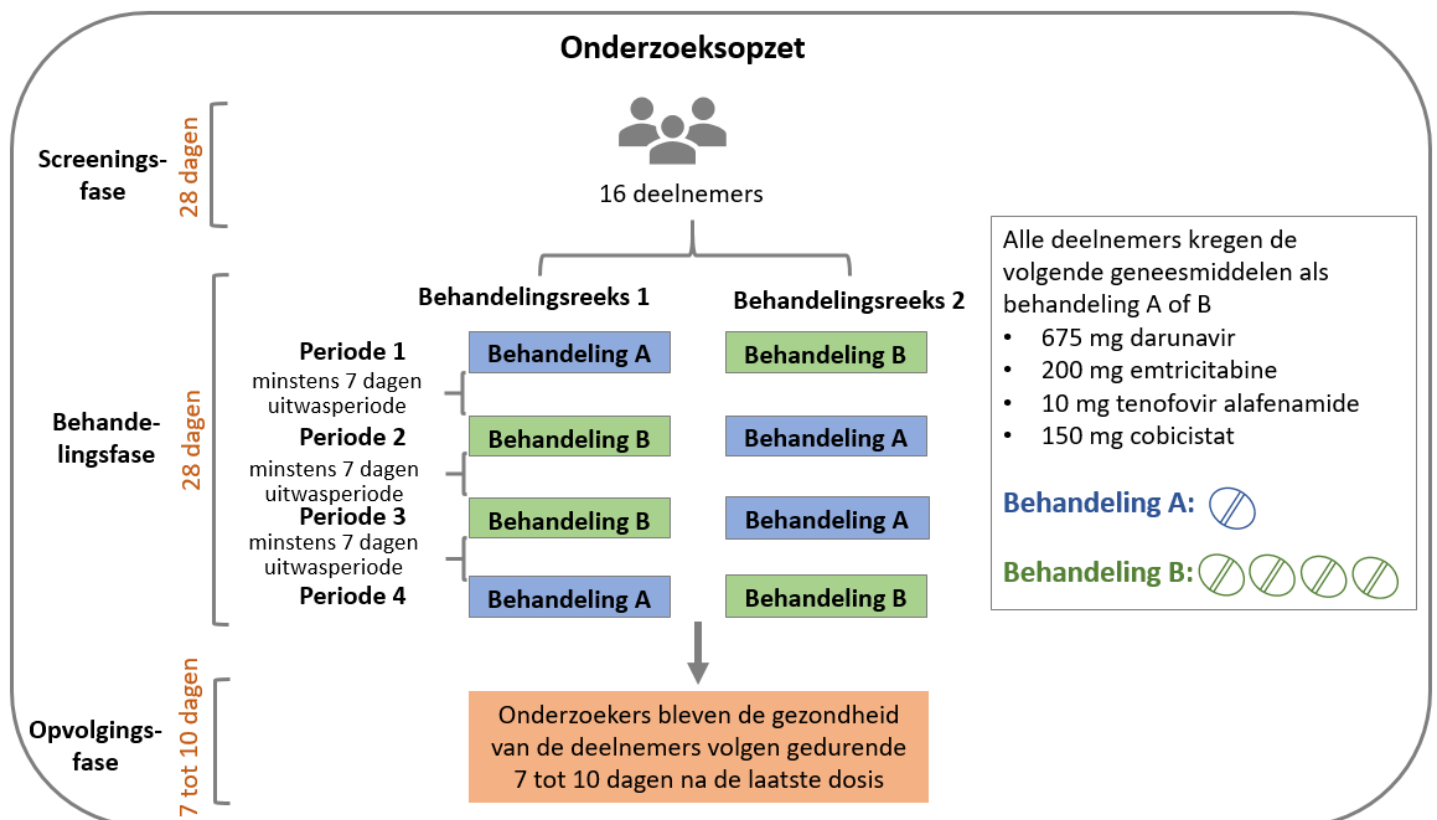 Onderzoeksopzet
Screenings-
fase
28 dagen
16 deelnemers
Behande-
lingsfase
28 dagen
Behandelingsreeks 1
Behandelingsreeks 2
Periode 1
Behandeling A
Behandeling B
minstens 7 dagen
uitwasperiode
Periode 2
Behandeling B
Behandeling A
minstens 7 dagen
uitwasperiode
Periode 3
Behandeling B
Behandeling A
minstens 7 dagen
uitwasperiode
Periode 4
Behandeling A
Behandeling B
Alle deelnemers kregen de
volgende geneesmiddelen als
behandeling A of B
• 675 mg darunavir
• 200 mg emtricitabine
• 10 mg tenofovir alafenamide
• 150 mg cobicistat
Behandeling A:
Behandeling B:
Opvolgings-
fase
7 tot 10 dagen
Onderzoekers bleven de gezondheid
van de deelnemers volgen gedurende
7 tot 10 dagen na de laatste dosis